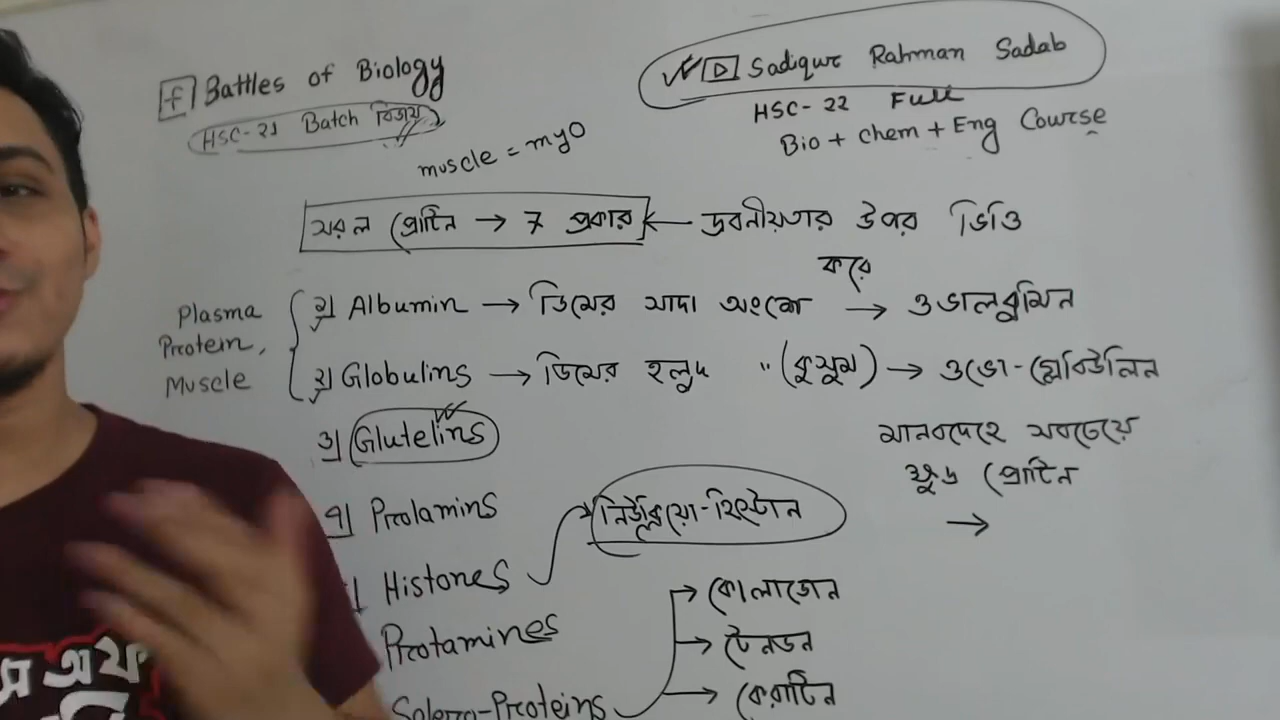 f Battles of Biology
HSC-21 Batch বিজয়
D Sadiqur Rahman Sadab
HSC-22 Full
Bio + chem + Eng Course
muscle = myo
সরল প্রোটিন → 7 প্রকার ← দ্রবনীয়তার উপর ভিত্তি
করে
Plasma
Protein,
Muscle
১| Albumin → ডিমের সাদা অংশে → ওভালবুমিন
২| Globulins → ডিমের হলুদ " (কুসুম) → ওভো-গ্লোবিউলিন
৩| Glutelins
মানবদেহে সবচেয়ে
ক্ষুদ্র প্রোটিন
→
৪| Prolamins
Histones
নিউক্লিয়ো-হিস্টোন
Protamines
Sclero-Proteins
→ কোলাজেন
→ টেনডন
→ কেরাটিন